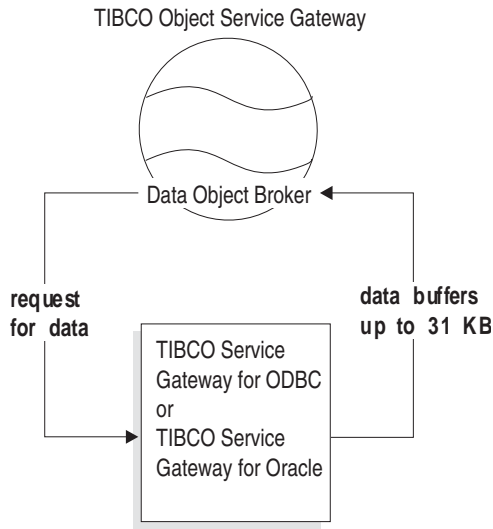 TIBCO Object Service Gateway
Data Object Broker
request
for data
data buffers
up to 31 KB
TIBCO Service
Gateway for ODBC
or
TIBCO Service
Gateway for Oracle